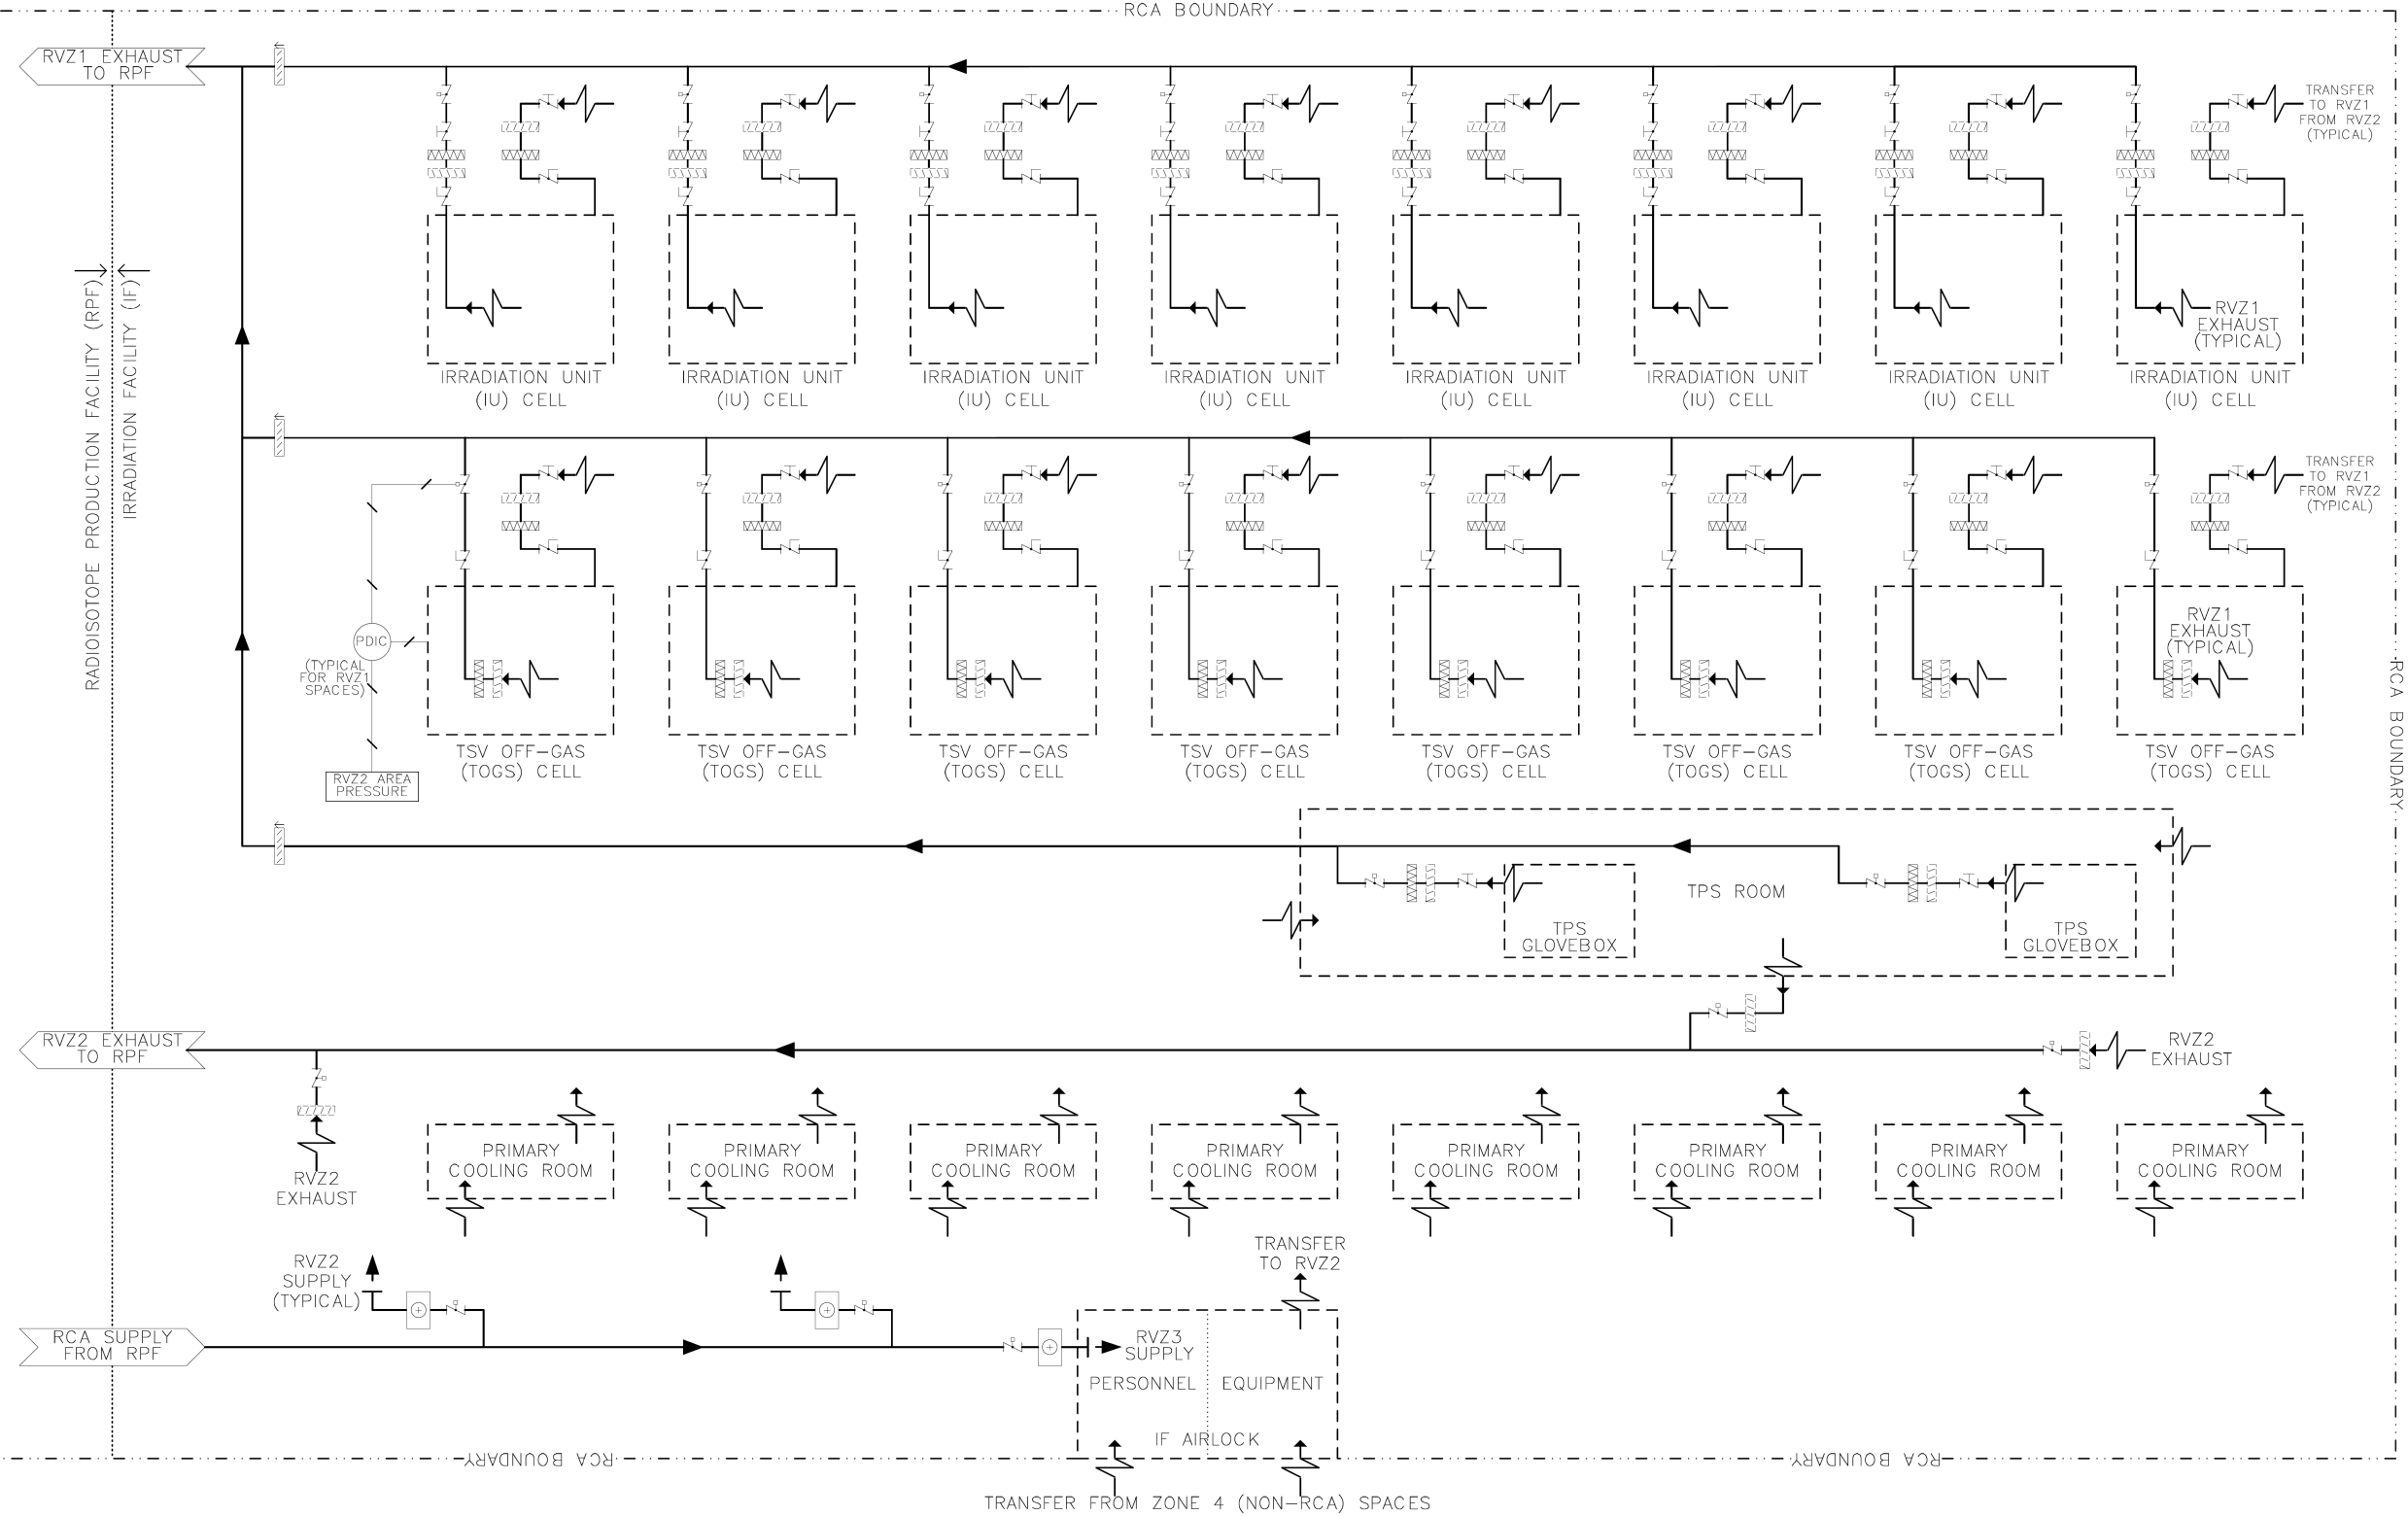 RCA BOUNDARY
RVZ1 EXHAUST
TO RPF
TRANSFER
TO RVZ1
FROM RVZ2
(TYPICAL)
RVZ1
EXHAUST
(TYPICAL)
IRRADIATION UNIT
(IU) CELL
IRRADIATION UNIT
(IU) CELL
IRRADIATION UNIT
(IU) CELL
IRRADIATION UNIT
(IU) CELL
IRRADIATION UNIT
(IU) CELL
IRRADIATION UNIT
(IU) CELL
IRRADIATION UNIT
(IU) CELL
IRRADIATION UNIT
(IU) CELL
RADIOISOTOPE PRODUCTION FACILITY (RPF)
IRRADIATION FACILITY (IF)
TRANSFER
TO RVZ1
FROM RVZ2
(TYPICAL)
PDIC
(TYPICAL
FOR RVZ1
SPACES)
RVZ1
EXHAUST
(TYPICAL)
RCA BOUNDARY
TSV OFF-GAS
(TOGS) CELL
TSV OFF-GAS
(TOGS) CELL
TSV OFF-GAS
(TOGS) CELL
TSV OFF-GAS
(TOGS) CELL
TSV OFF-GAS
(TOGS) CELL
TSV OFF-GAS
(TOGS) CELL
TSV OFF-GAS
(TOGS) CELL
TSV OFF-GAS
(TOGS) CELL
RVZ2 AREA
PRESSURE
TPS ROOM
TPS
GLOVEBOX
TPS
GLOVEBOX
RVZ2 EXHAUST
TO RPF
RVZ2
EXHAUST
PRIMARY
COOLING ROOM
PRIMARY
COOLING ROOM
PRIMARY
COOLING ROOM
PRIMARY
COOLING ROOM
PRIMARY
COOLING ROOM
PRIMARY
COOLING ROOM
PRIMARY
COOLING ROOM
PRIMARY
COOLING ROOM
RVZ2
EXHAUST
RVZ2
SUPPLY
(TYPICAL)
TRANSFER
TO RVZ2
RCA SUPPLY
FROM RPF
RVZ3
SUPPLY
PERSONNEL
EQUIPMENT
IF AIRLOCK
RCA BOUNDARY
RCA BOUNDARY
TRANSFER FROM ZONE 4 (NON-RCA) SPACES